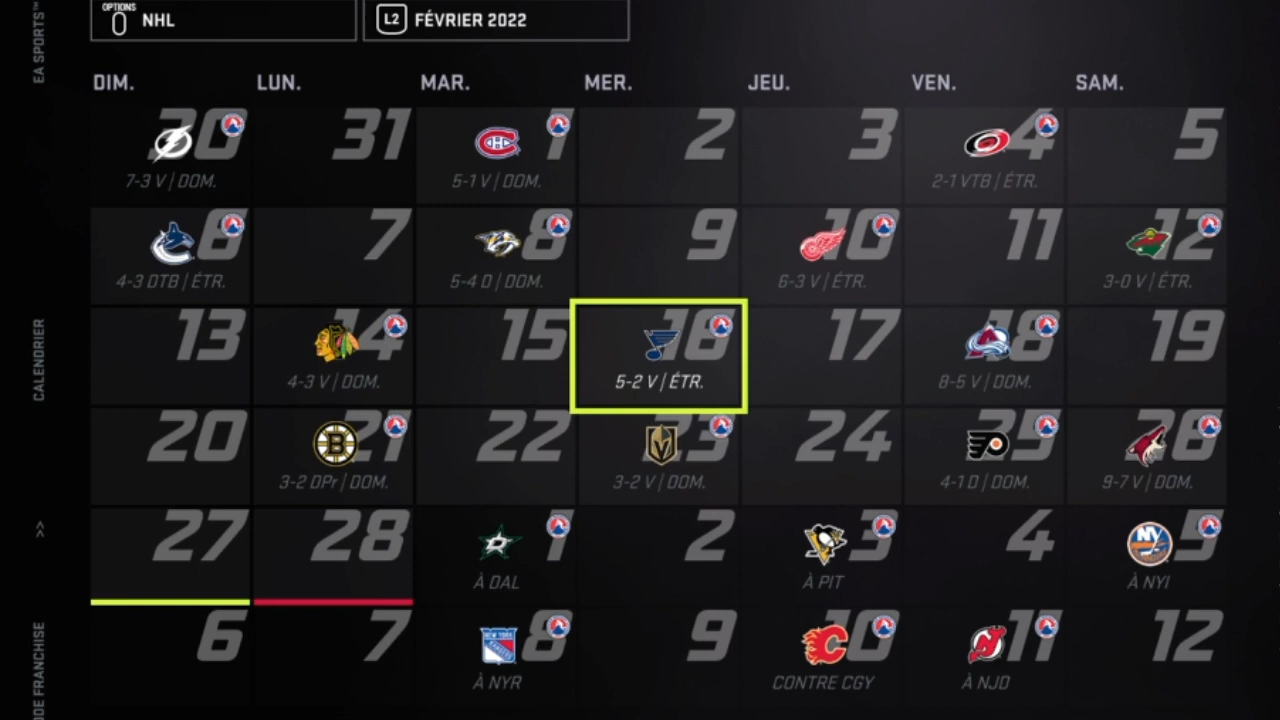 EA SPORTS™
OPTIONS
NHL
L2 FÉVRIER 2022
DIM. LUN. MAR. MER. JEU. VEN. SAM.
30 31 1 2 3 4 5
7-3 V | DOM. 5-1 V | DOM. 2-1 VTB | ÉTR.
6 7 8 9 10 11 12
4-3 DTB | ÉTR. 5-4 D | DOM. 6-3 V | ÉTR. 3-0 V | ÉTR.
13 14 15 16 17 18 19
4-3 V | DOM. 5-2 V | ÉTR. 8-5 V | DOM.
CALENDRIER
20 21 22 23 24 25 26
B V
3-2 DPr | DOM. 3-2 V | DOM. 4-1 D | DOM. 9-7 V | DOM.
>>
27 28 1 2 3 4 5
D NY
À DAL À PIT À NYI
6 7 8 9 10 11 12
NEW YORK
RANGERS
À NYR CONTRE CGY À NJD
DE FRANCHISE